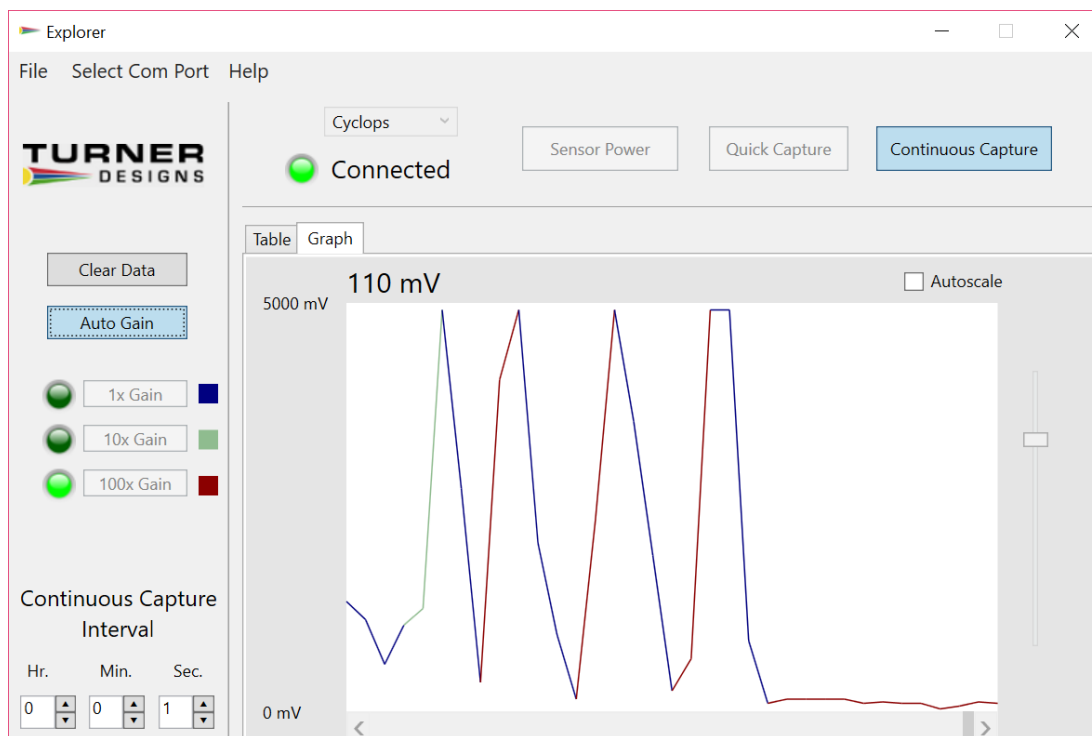 Explorer
File Select Com Port Help
TURNER
DESIGNS
Cyclops
Connected
Sensor Power
Quick Capture
Continuous Capture
Table Graph
Clear Data
Auto Gain
1x Gain
10x Gain
100x Gain
110 mV
Autoscale
5000 mV
0 mV
Continuous Capture
Interval
Hr. Min. Sec.
0 0 1